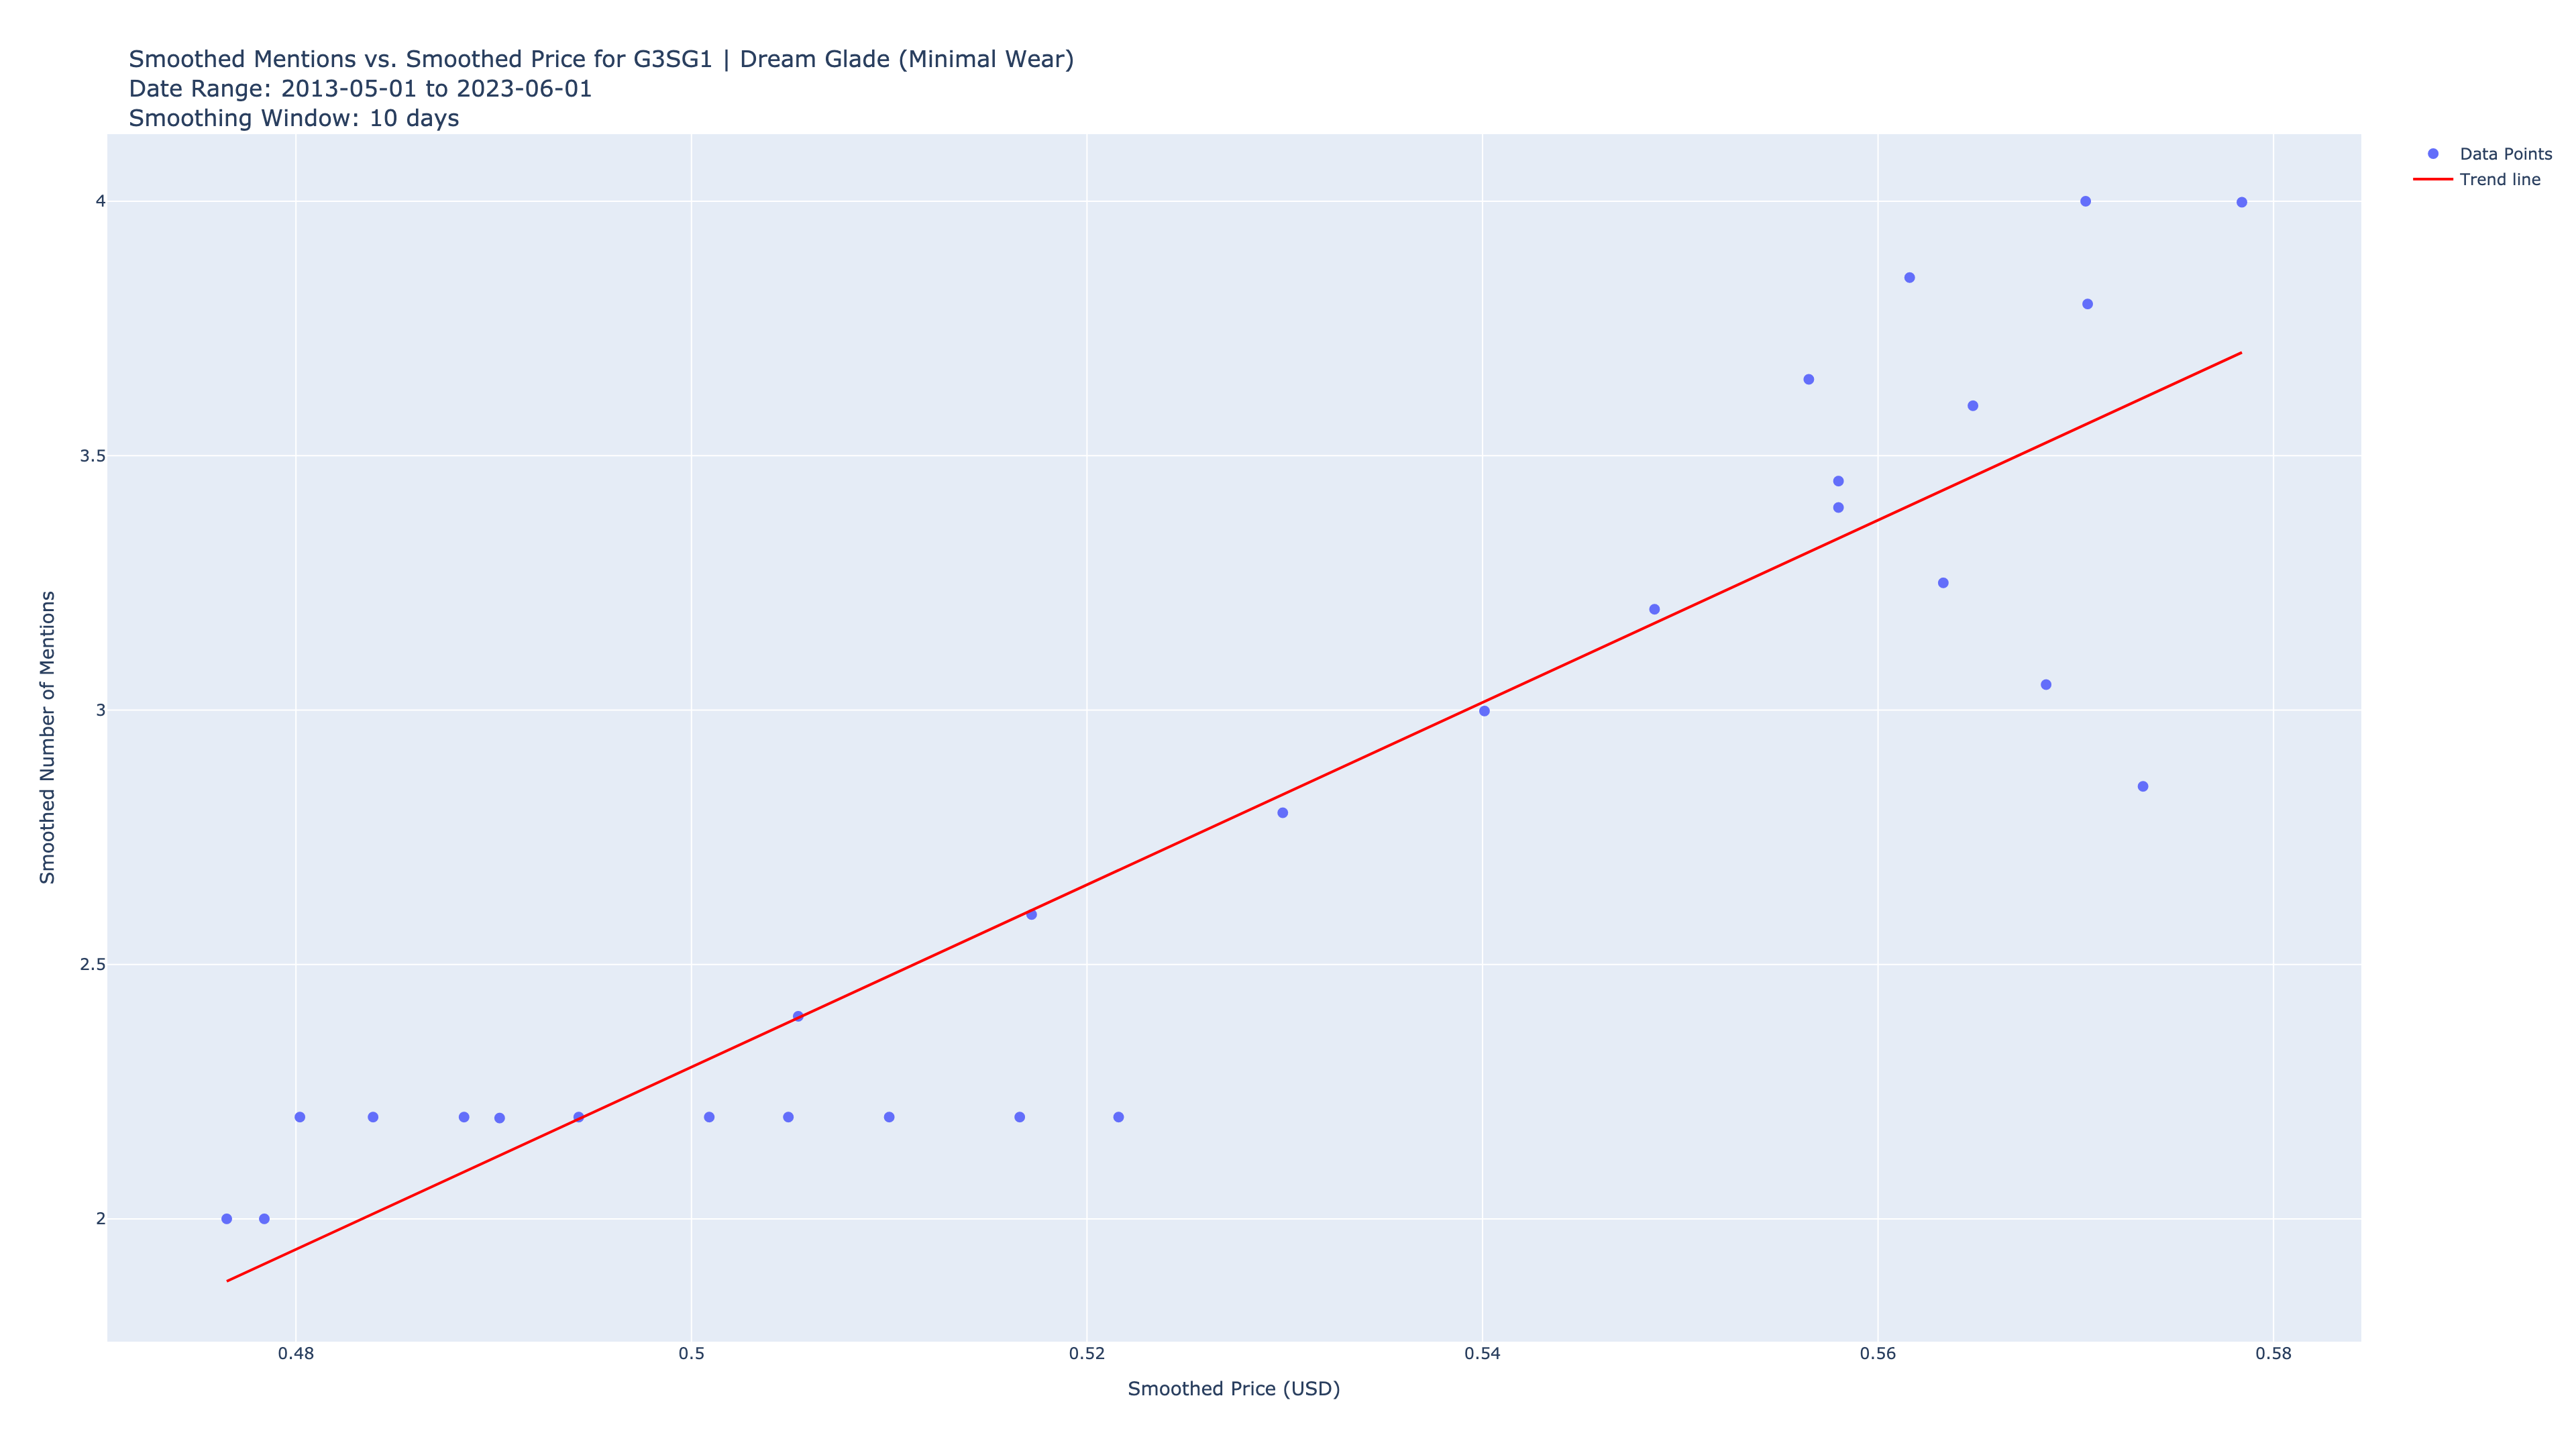 Smoothed Mentions vs. Smoothed Price for G3SG1 | Dream Glade (Minimal Wear)
Date Range: 2013-05-01 to 2023-06-01
Smoothing Window: 10 days
Data Points
Trend line
4
3.5
3
2.5
2
Smoothed Number of Mentions
0.48
0.5
0.52
0.54
0.56
0.58
Smoothed Price (USD)